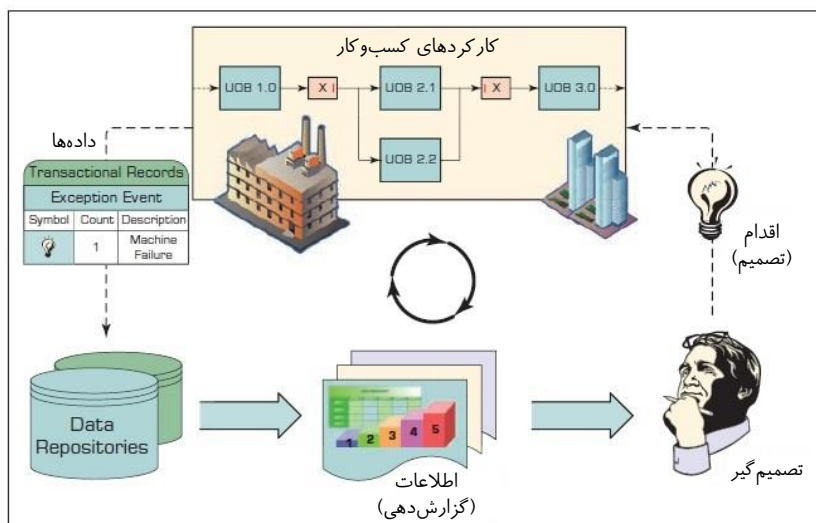 کارکردهای کسب‌وکار
UOB 1.0
X
UOB 2.1
X
UOB 3.0
UOB 2.2
داده‌ها
Transactional Records
Exception Event
Symbol Count Description
1 Machine
Failure
اقدام
(تصمیم)
Data
Repositories
1 2 3 4 5
اطلاعات
(گزارش‌دهی)
تصمیم‌گیر